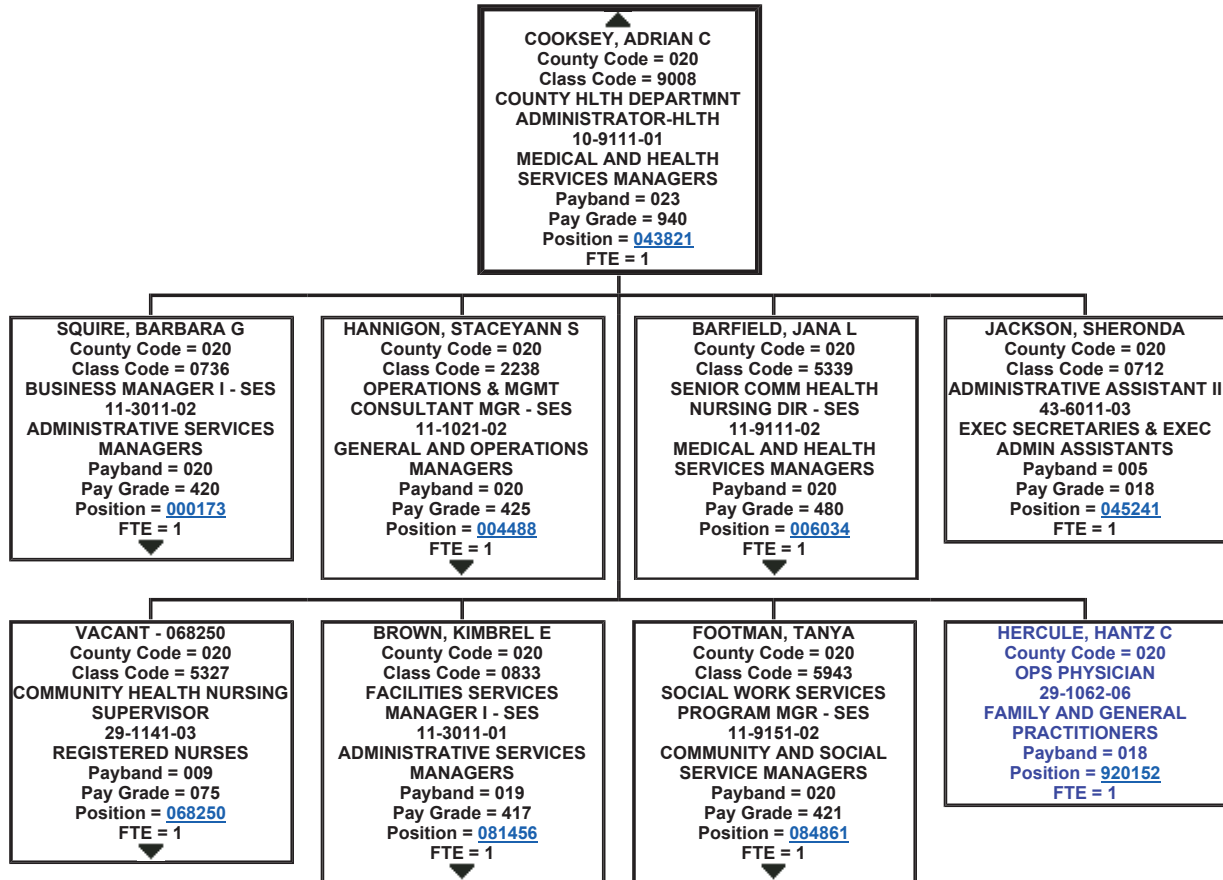 COOKSEY, ADRIAN C
County Code = 020
Class Code = 9008
COUNTY HLTH DEPARTMNT
ADMINISTRATOR-HLTH
10-9111-01
MEDICAL AND HEALTH
SERVICES MANAGERS
Payband = 023
Pay Grade = 940
Position = 043821
FTE = 1
SQUIRE, BARBARA G
County Code = 020
Class Code = 0736
BUSINESS MANAGER I - SES
11-3011-02
ADMINISTRATIVE SERVICES
MANAGERS
Payband = 020
Pay Grade = 420
Position = 000173
FTE = 1
HANNIGON, STACEYANN S
County Code = 020
Class Code = 2238
OPERATIONS & MGMT
CONSULTANT MGR - SES
11-1021-02
GENERAL AND OPERATIONS
MANAGERS
Payband = 020
Pay Grade = 425
Position = 004488
FTE = 1
BARFIELD, JANA L
County Code = 020
Class Code = 5339
SENIOR COMM HEALTH
NURSING DIR - SES
11-9111-02
MEDICAL AND HEALTH
SERVICES MANAGERS
Payband = 020
Pay Grade = 480
Position = 006034
FTE = 1
JACKSON, SHERONDA
County Code = 020
Class Code = 0712
ADMINISTRATIVE ASSISTANT II
43-6011-03
EXEC SECRETARIES & EXEC
ADMIN ASSISTANTS
Payband = 005
Pay Grade = 018
Position = 045241
FTE = 1
VACANT - 068250
County Code = 020
Class Code = 5327
COMMUNITY HEALTH NURSING
SUPERVISOR
29-1141-03
REGISTERED NURSES
Payband = 009
Pay Grade = 075
Position = 068250
FTE = 1
BROWN, KIMBREL E
County Code = 020
Class Code = 0833
FACILITIES SERVICES
MANAGER I - SES
11-3011-01
ADMINISTRATIVE SERVICES
MANAGERS
Payband = 019
Pay Grade = 417
Position = 081456
FTE = 1
FOOTMAN, TANYA
County Code = 020
Class Code = 5943
SOCIAL WORK SERVICES
PROGRAM MGR - SES
11-9151-02
COMMUNITY AND SOCIAL
SERVICE MANAGERS
Payband = 020
Pay Grade = 421
Position = 084861
FTE = 1
HERCULE, HANTZ C
County Code = 020
OPS PHYSICIAN
29-1062-06
FAMILY AND GENERAL
PRACTITIONERS
Payband = 018
Position = 920152
FTE = 1